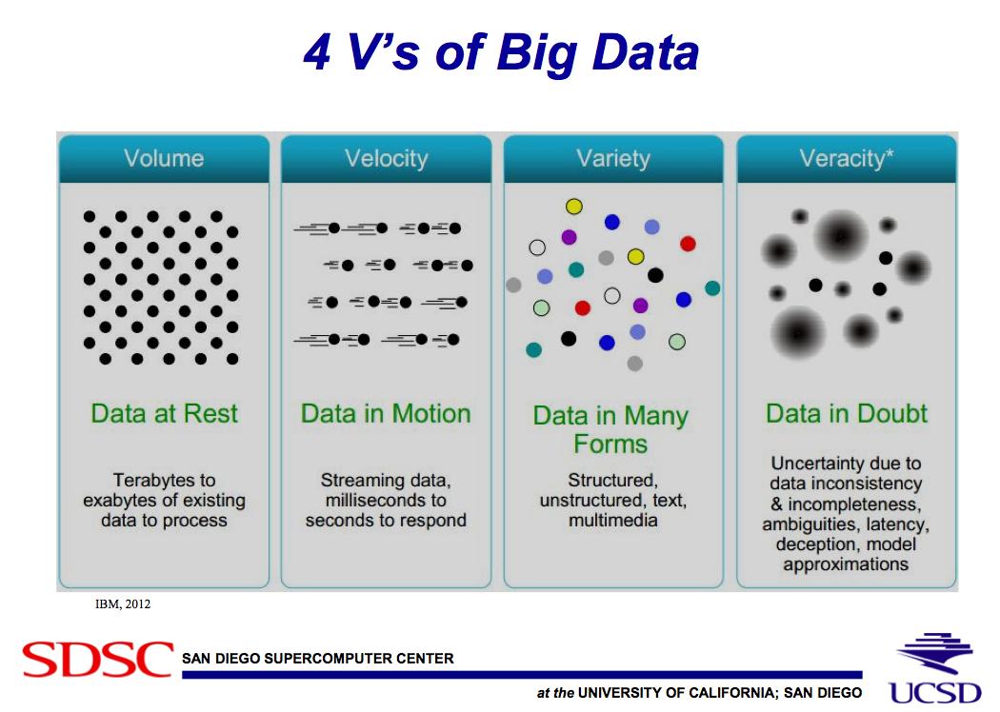 4 V’s of Big Data
Volume
Velocity
Variety
Veracity*
Data at Rest
Data in Motion
Data in Many
Forms
Data in Doubt
Terabytes to
exabytes of existing
data to process
Streaming data,
milliseconds to
seconds to respond
Structured,
unstructured, text,
multimedia
Uncertainty due to
data inconsistency
& incompleteness,
ambiguities, latency,
deception, model
approximations
IBM, 2012
SDSC
SAN DIEGO SUPERCOMPUTER CENTER
at the UNIVERSITY OF CALIFORNIA; SAN DIEGO
UCSD